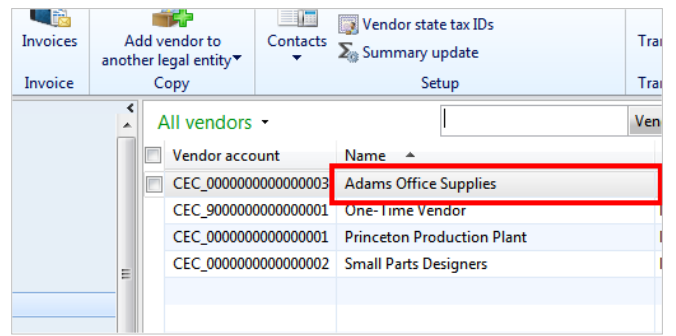 Invoices
Add vendor to
another legal entity
Contacts
Vendor state tax IDs
Summary update
Invoice
Copy
Setup
All vendors
Vendor account
Name
CEC_0000000000000003 Adams Office Supplies
CEC_9000000000000001 One-Time Vendor
CEC_0000000000000001 Princeton Production Plant
CEC_0000000000000002 Small Parts Designers